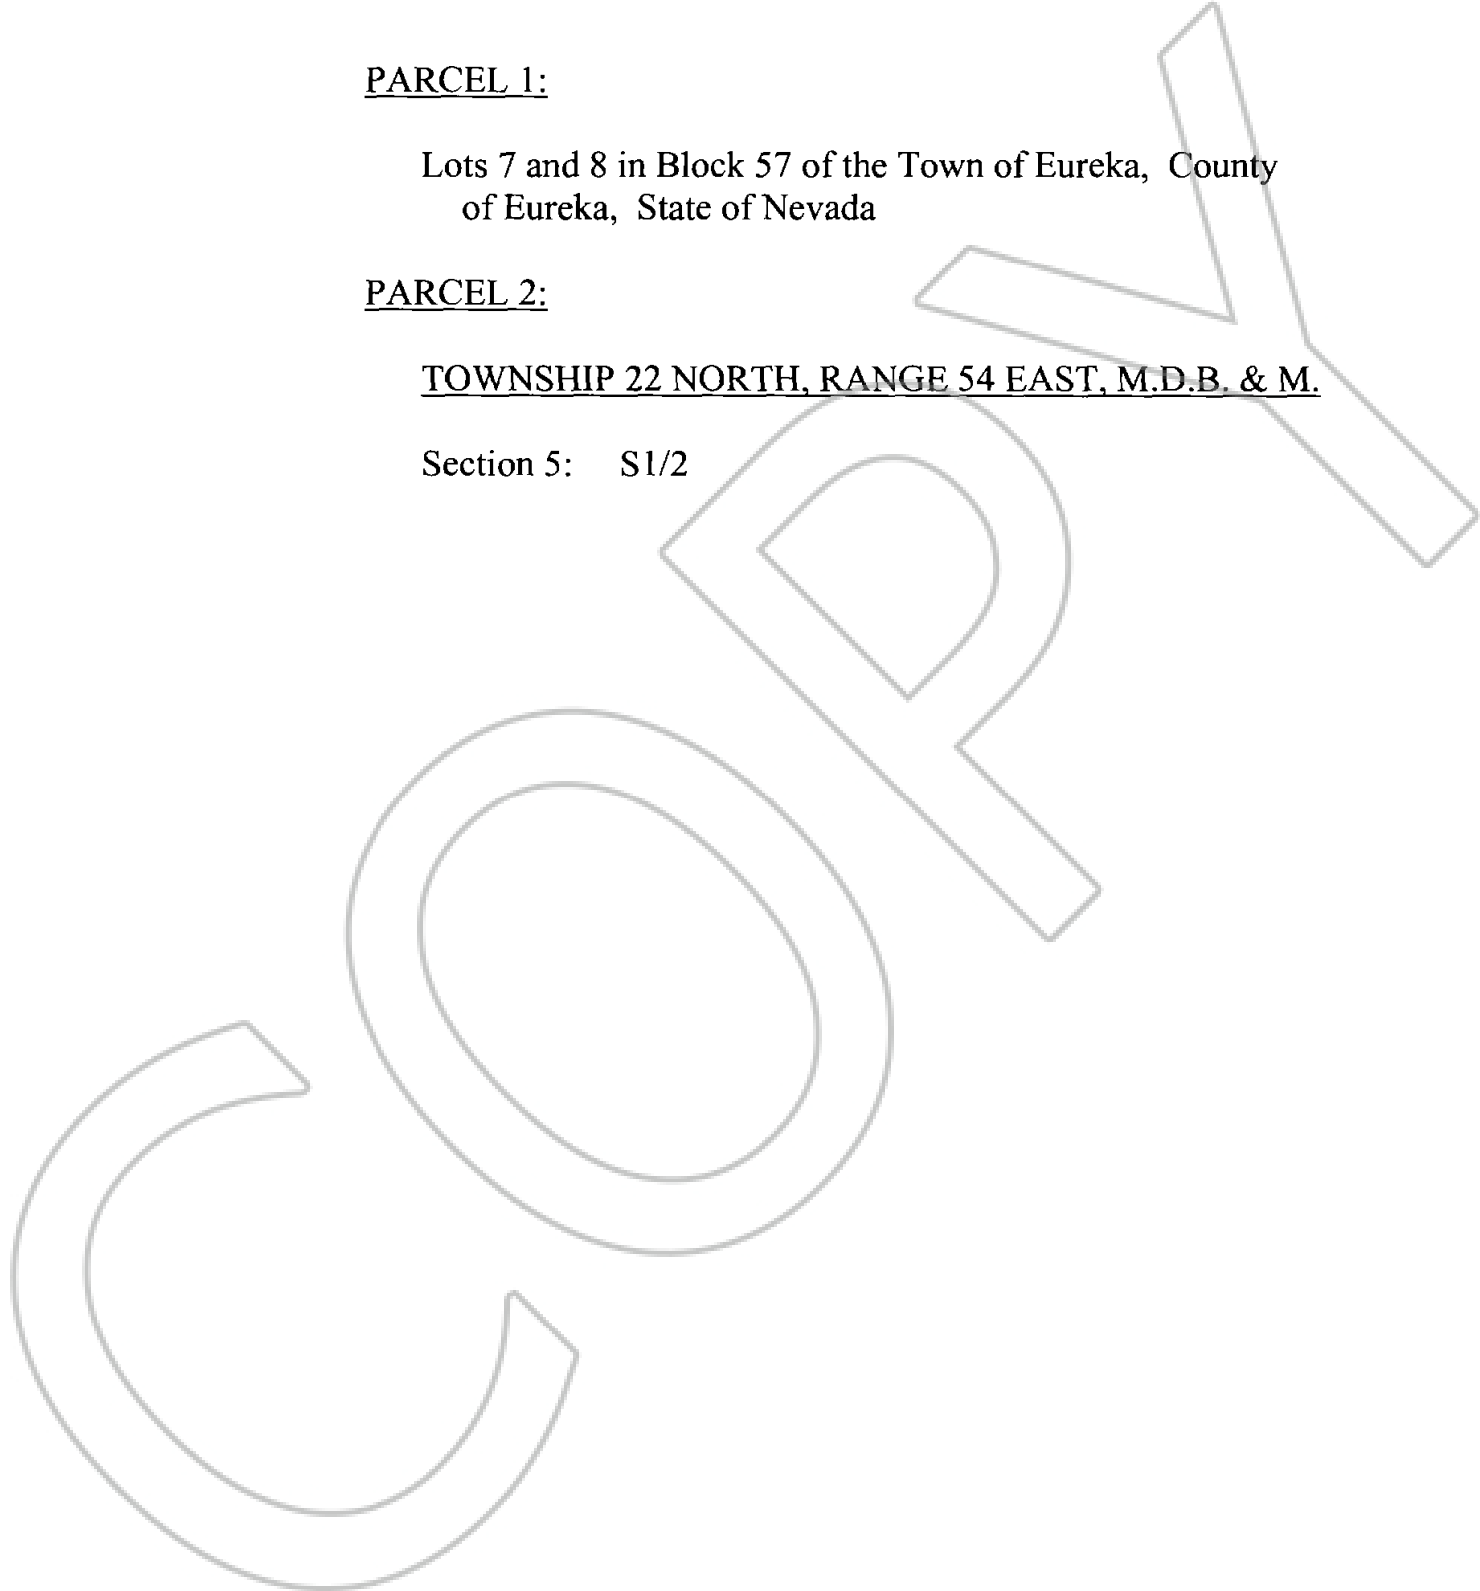 PARCEL 1:
Lots 7 and 8 in Block 57 of the Town of Eureka, County
of Eureka, State of Nevada
PARCEL 2:
TOWNSHIP 22 NORTH, RANGE 54 EAST, M.D.B. & M.
Section 5: S1/2
COPY